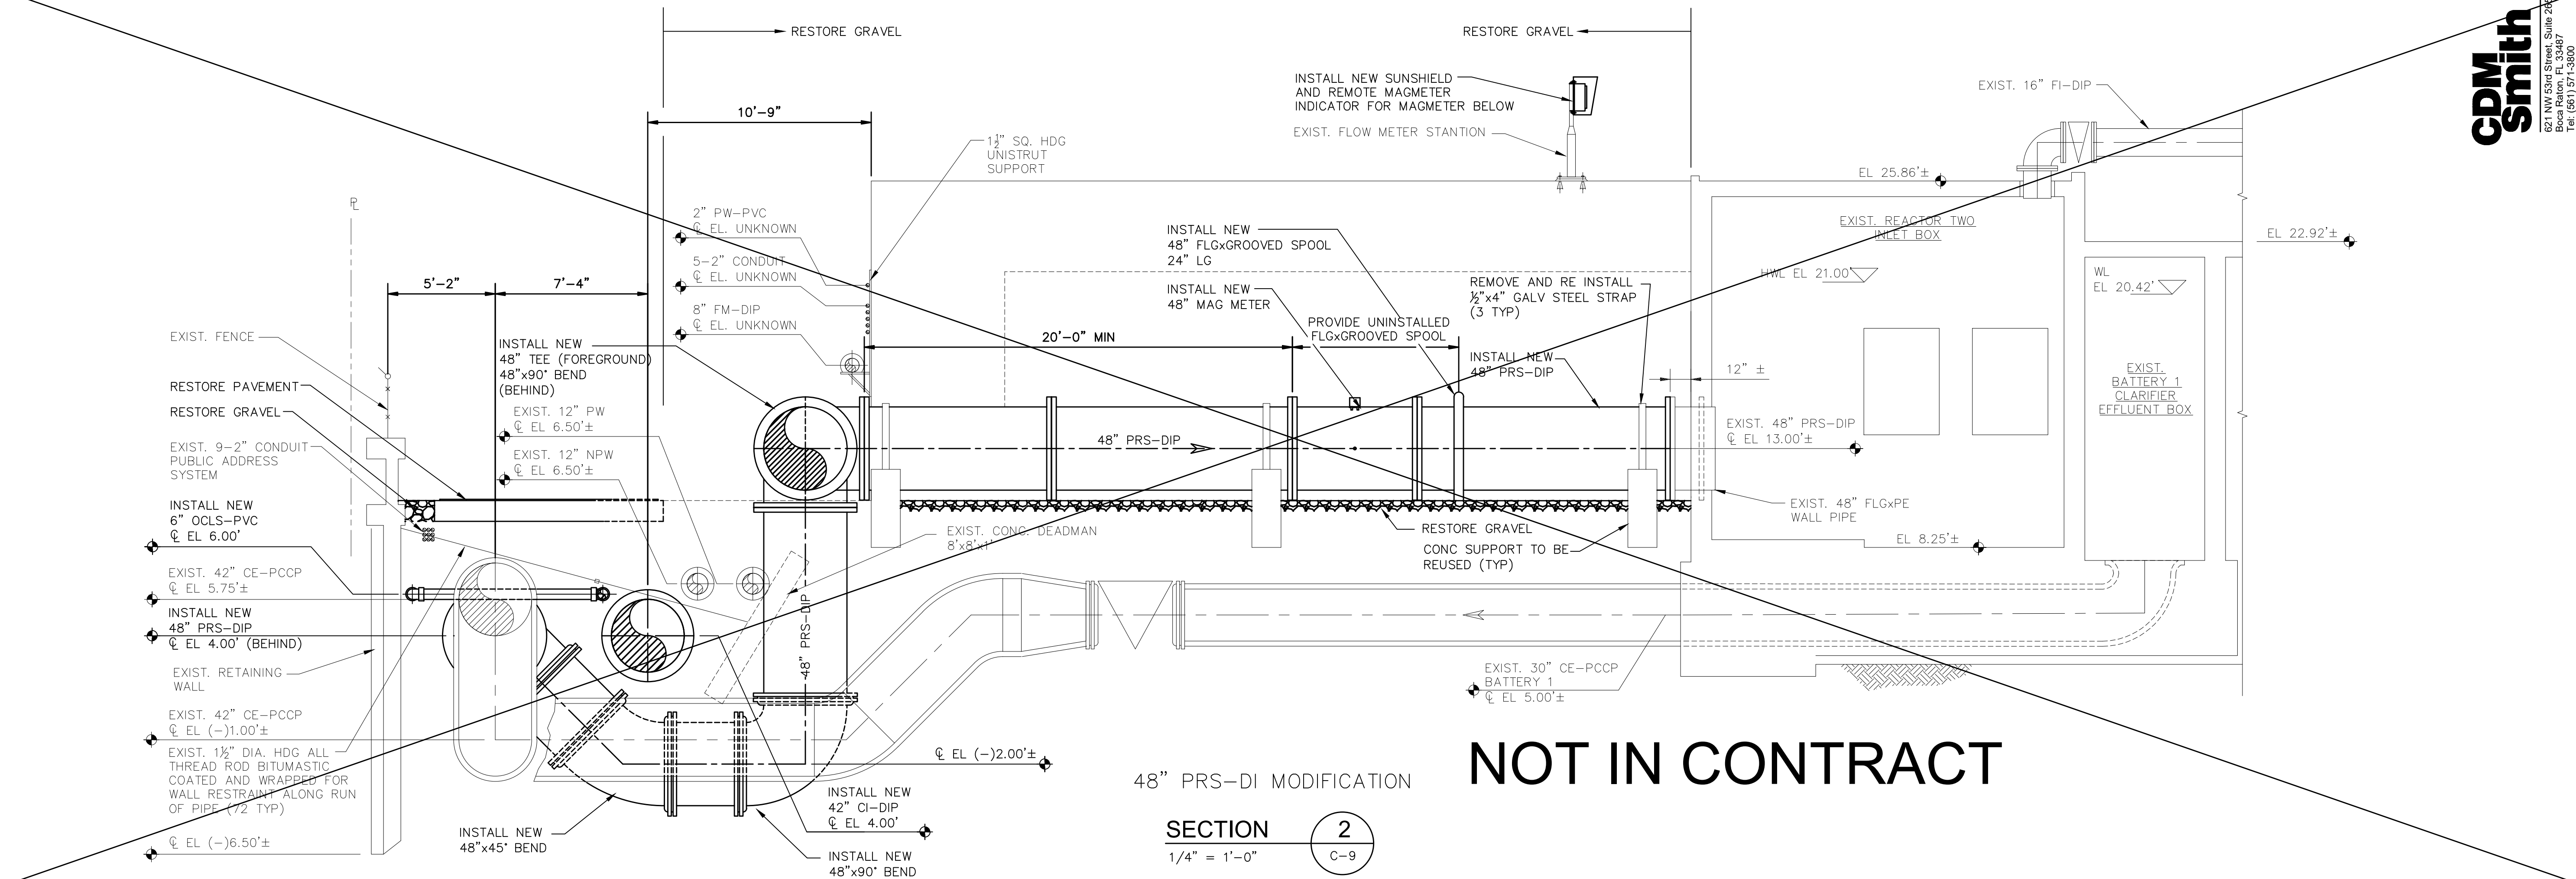 RESTORE GRAVEL
RESTORE GRAVEL
CDM
Smith
621 NW 53rd Street, Suite 265
Boca Raton, FL 33487
Tel: (561) 571-3800
INSTALL NEW SUNSHIELD
AND REMOTE MAGMETER
INDICATOR FOR MAGMETER BELOW
EXIST. FLOW METER STANTION
EXIST. 16" FI-DIP
10'-9"
1½" SQ. HDG
UNISTRUT
SUPPORT
EL 25.86'±
EXIST. REACTOR TWO
INLET BOX
EL 22.92'±
HWL EL 21.00'
WL
EL 20.42'
℄
2" PW-PVC
℄ EL. UNKNOWN
5-2" CONDUIT
℄ EL. UNKNOWN
8" FM-DIP
℄ EL. UNKNOWN
INSTALL NEW
48" FLGxGROOVED SPOOL
24" LG
INSTALL NEW
48" MAG METER
REMOVE AND RE INSTALL
½"x4" GALV STEEL STRAP
(3 TYP)
PROVIDE UNINSTALLED
FLGxGROOVED SPOOL
20'-0" MIN
INSTALL NEW
48" PRS-DIP
12" ±
5'-2"
7'-4"
EXIST. FENCE
RESTORE PAVEMENT
RESTORE GRAVEL
EXIST. 9-2" CONDUIT
PUBLIC ADDRESS
SYSTEM
INSTALL NEW
48" TEE (FOREGROUND)
48"x90° BEND
(BEHIND)
EXIST. 12" PW
℄ EL 6.50'±
EXIST. 12" NPW
℄ EL 6.50'±
48" PRS-DIP
EXIST. 48" PRS-DIP
℄ EL 13.00'±
EXIST.
BATTERY 1
CLARIFIER
EFFLUENT BOX
EXIST. 48" FLGxPE
WALL PIPE
EL 8.25'±
RESTORE GRAVEL
CONC SUPPORT TO BE
REUSED (TYP)
EXIST. CONC. DEADMAN
8'x8'x1'
INSTALL NEW
6" OCLS-PVC
℄ EL 6.00'
EXIST. 42" CE-PCCP
℄ EL 5.75'±
INSTALL NEW
48" PRS-DIP
℄ EL 4.00' (BEHIND)
EXIST. RETAINING
WALL
EXIST. 42" CE-PCCP
℄ EL (-)1.00'±
EXIST. 1½" DIA. HDG ALL
THREAD ROD BITUMASTIC
COATED AND WRAPPED FOR
WALL RESTRAINT ALONG RUN
OF PIPE (72 TYP)
℄ EL (-)6.50'±
48" PRS-DIP
EXIST. 30" CE-PCCP
BATTERY 1
℄ EL 5.00'±
℄ EL (-)2.00'±
INSTALL NEW
42" CI-DIP
℄ EL 4.00'
INSTALL NEW
48"x45° BEND
INSTALL NEW
48"x90° BEND
48" PRS-DI MODIFICATION
SECTION
1/4" = 1'-0"
2
C-9
NOT IN CONTRACT